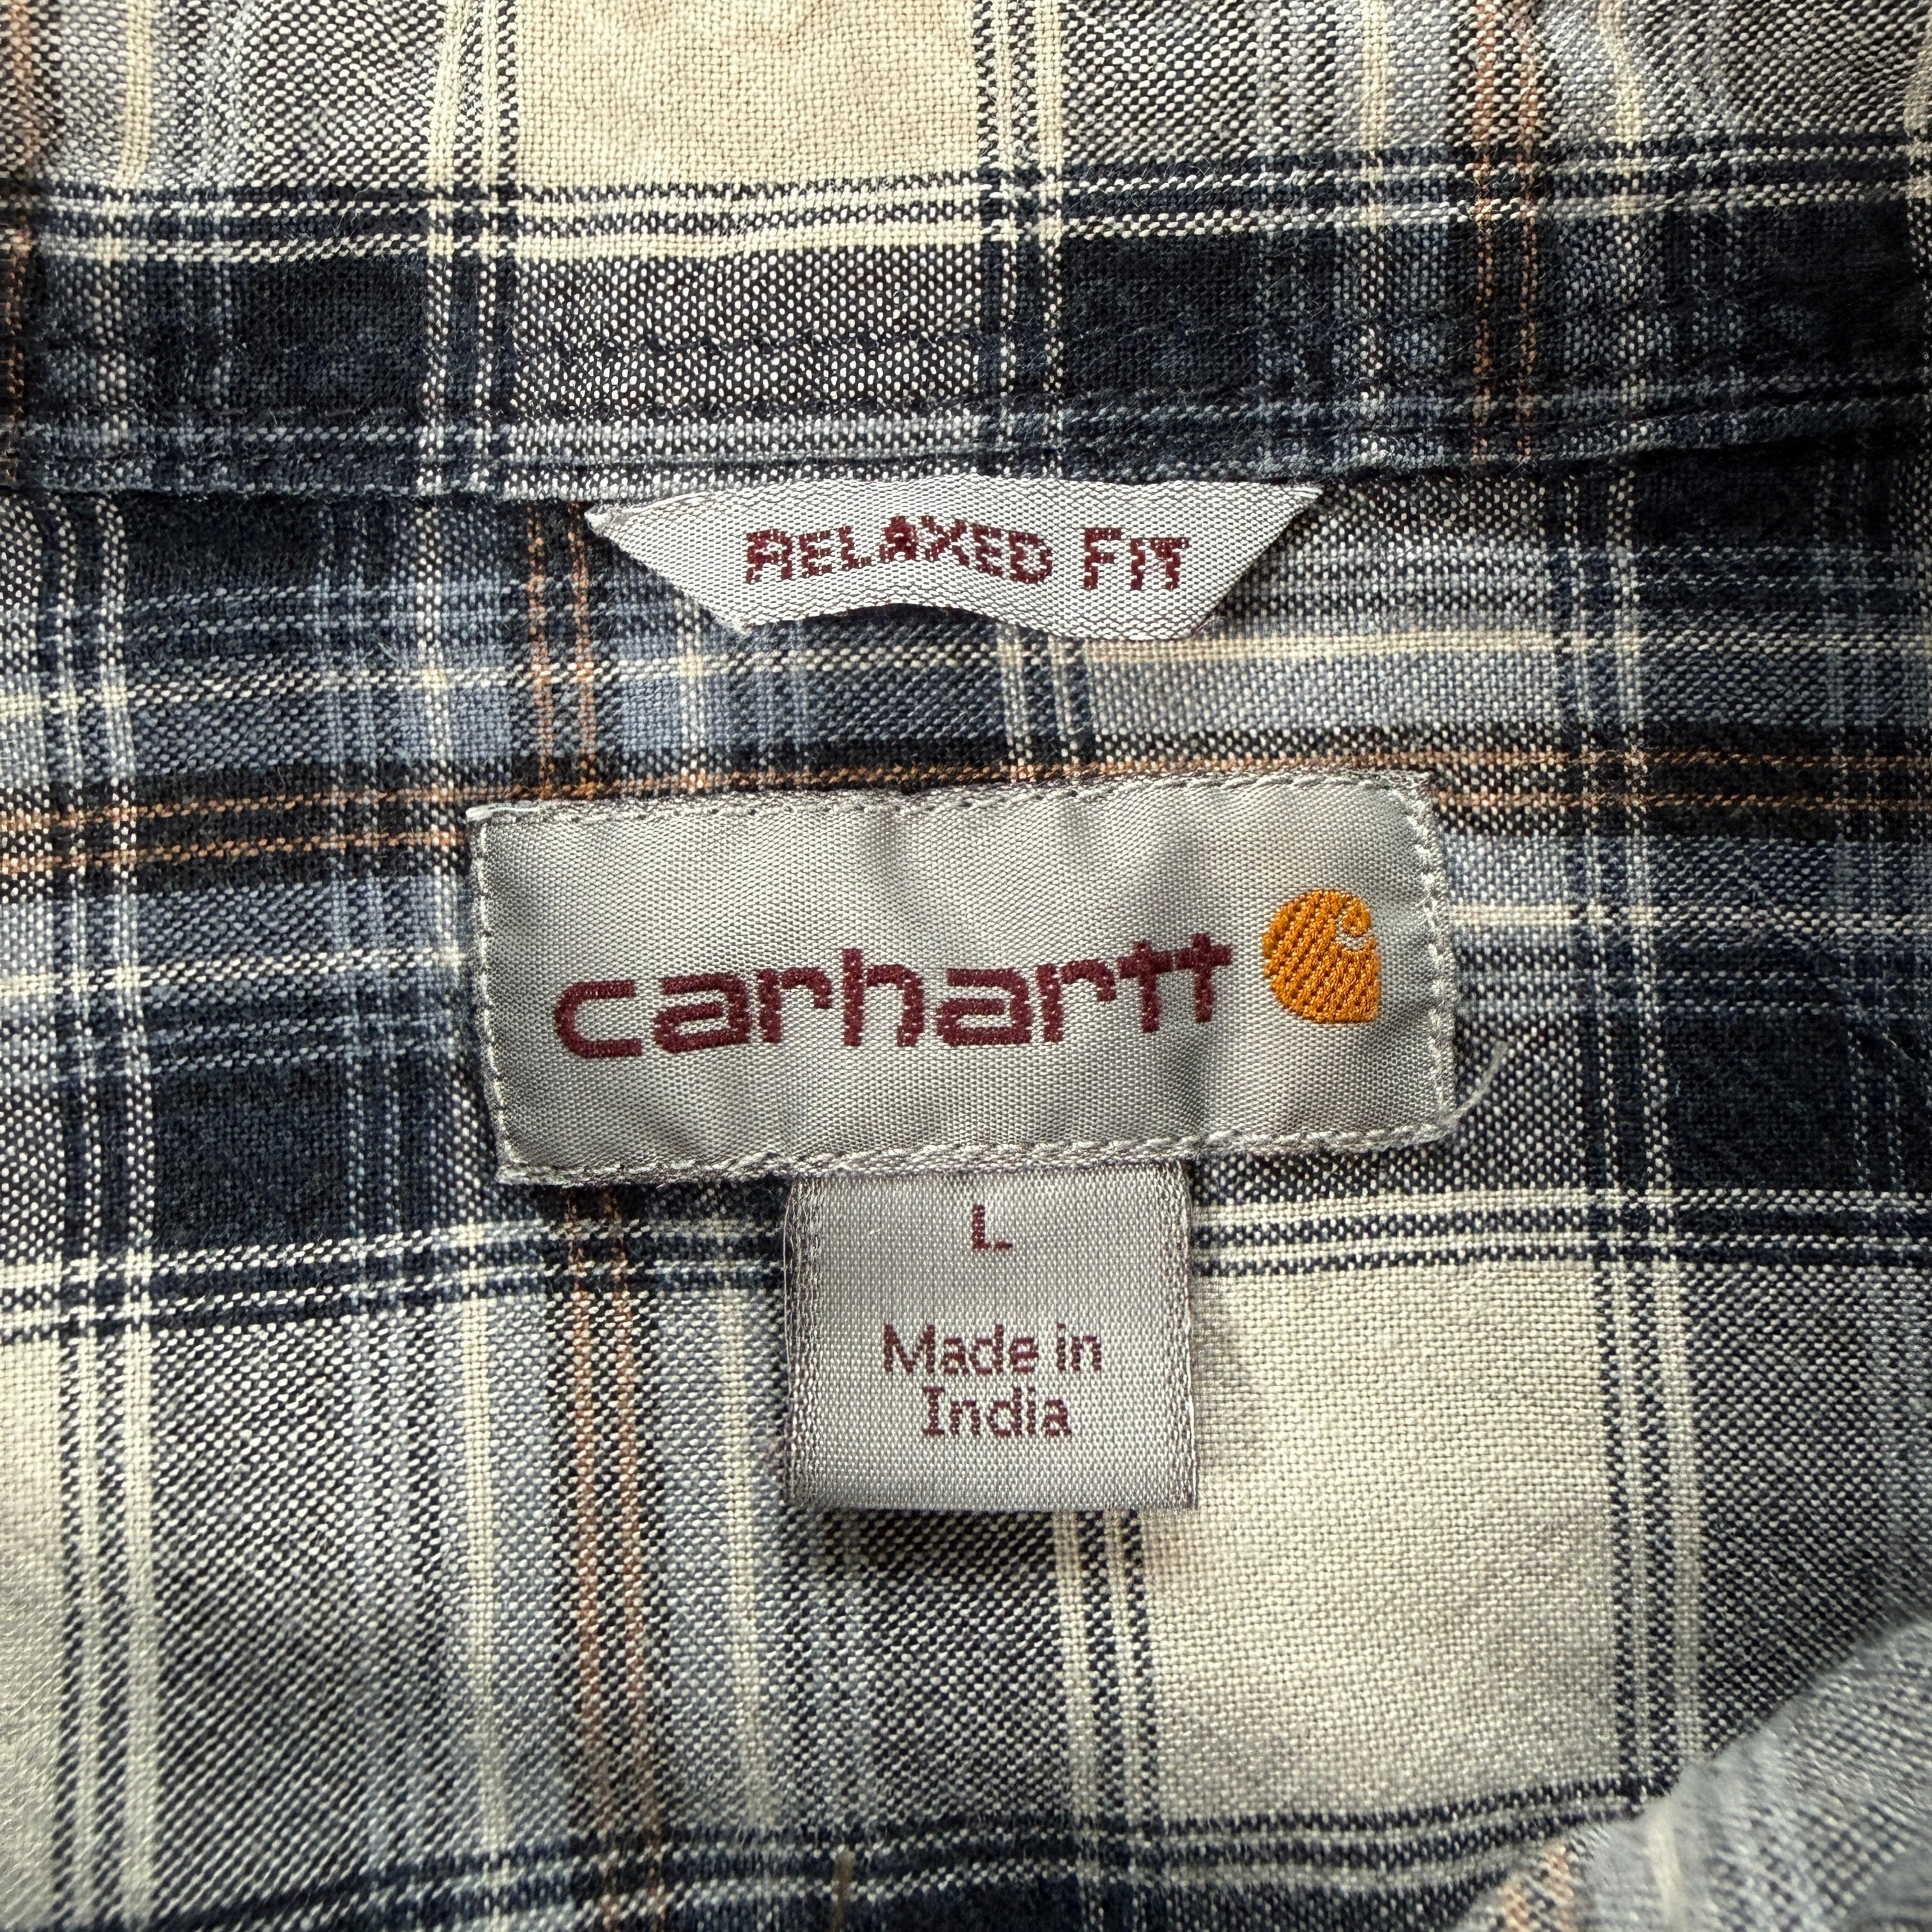 RELAXED FIT
carhartt
L
Made in
India